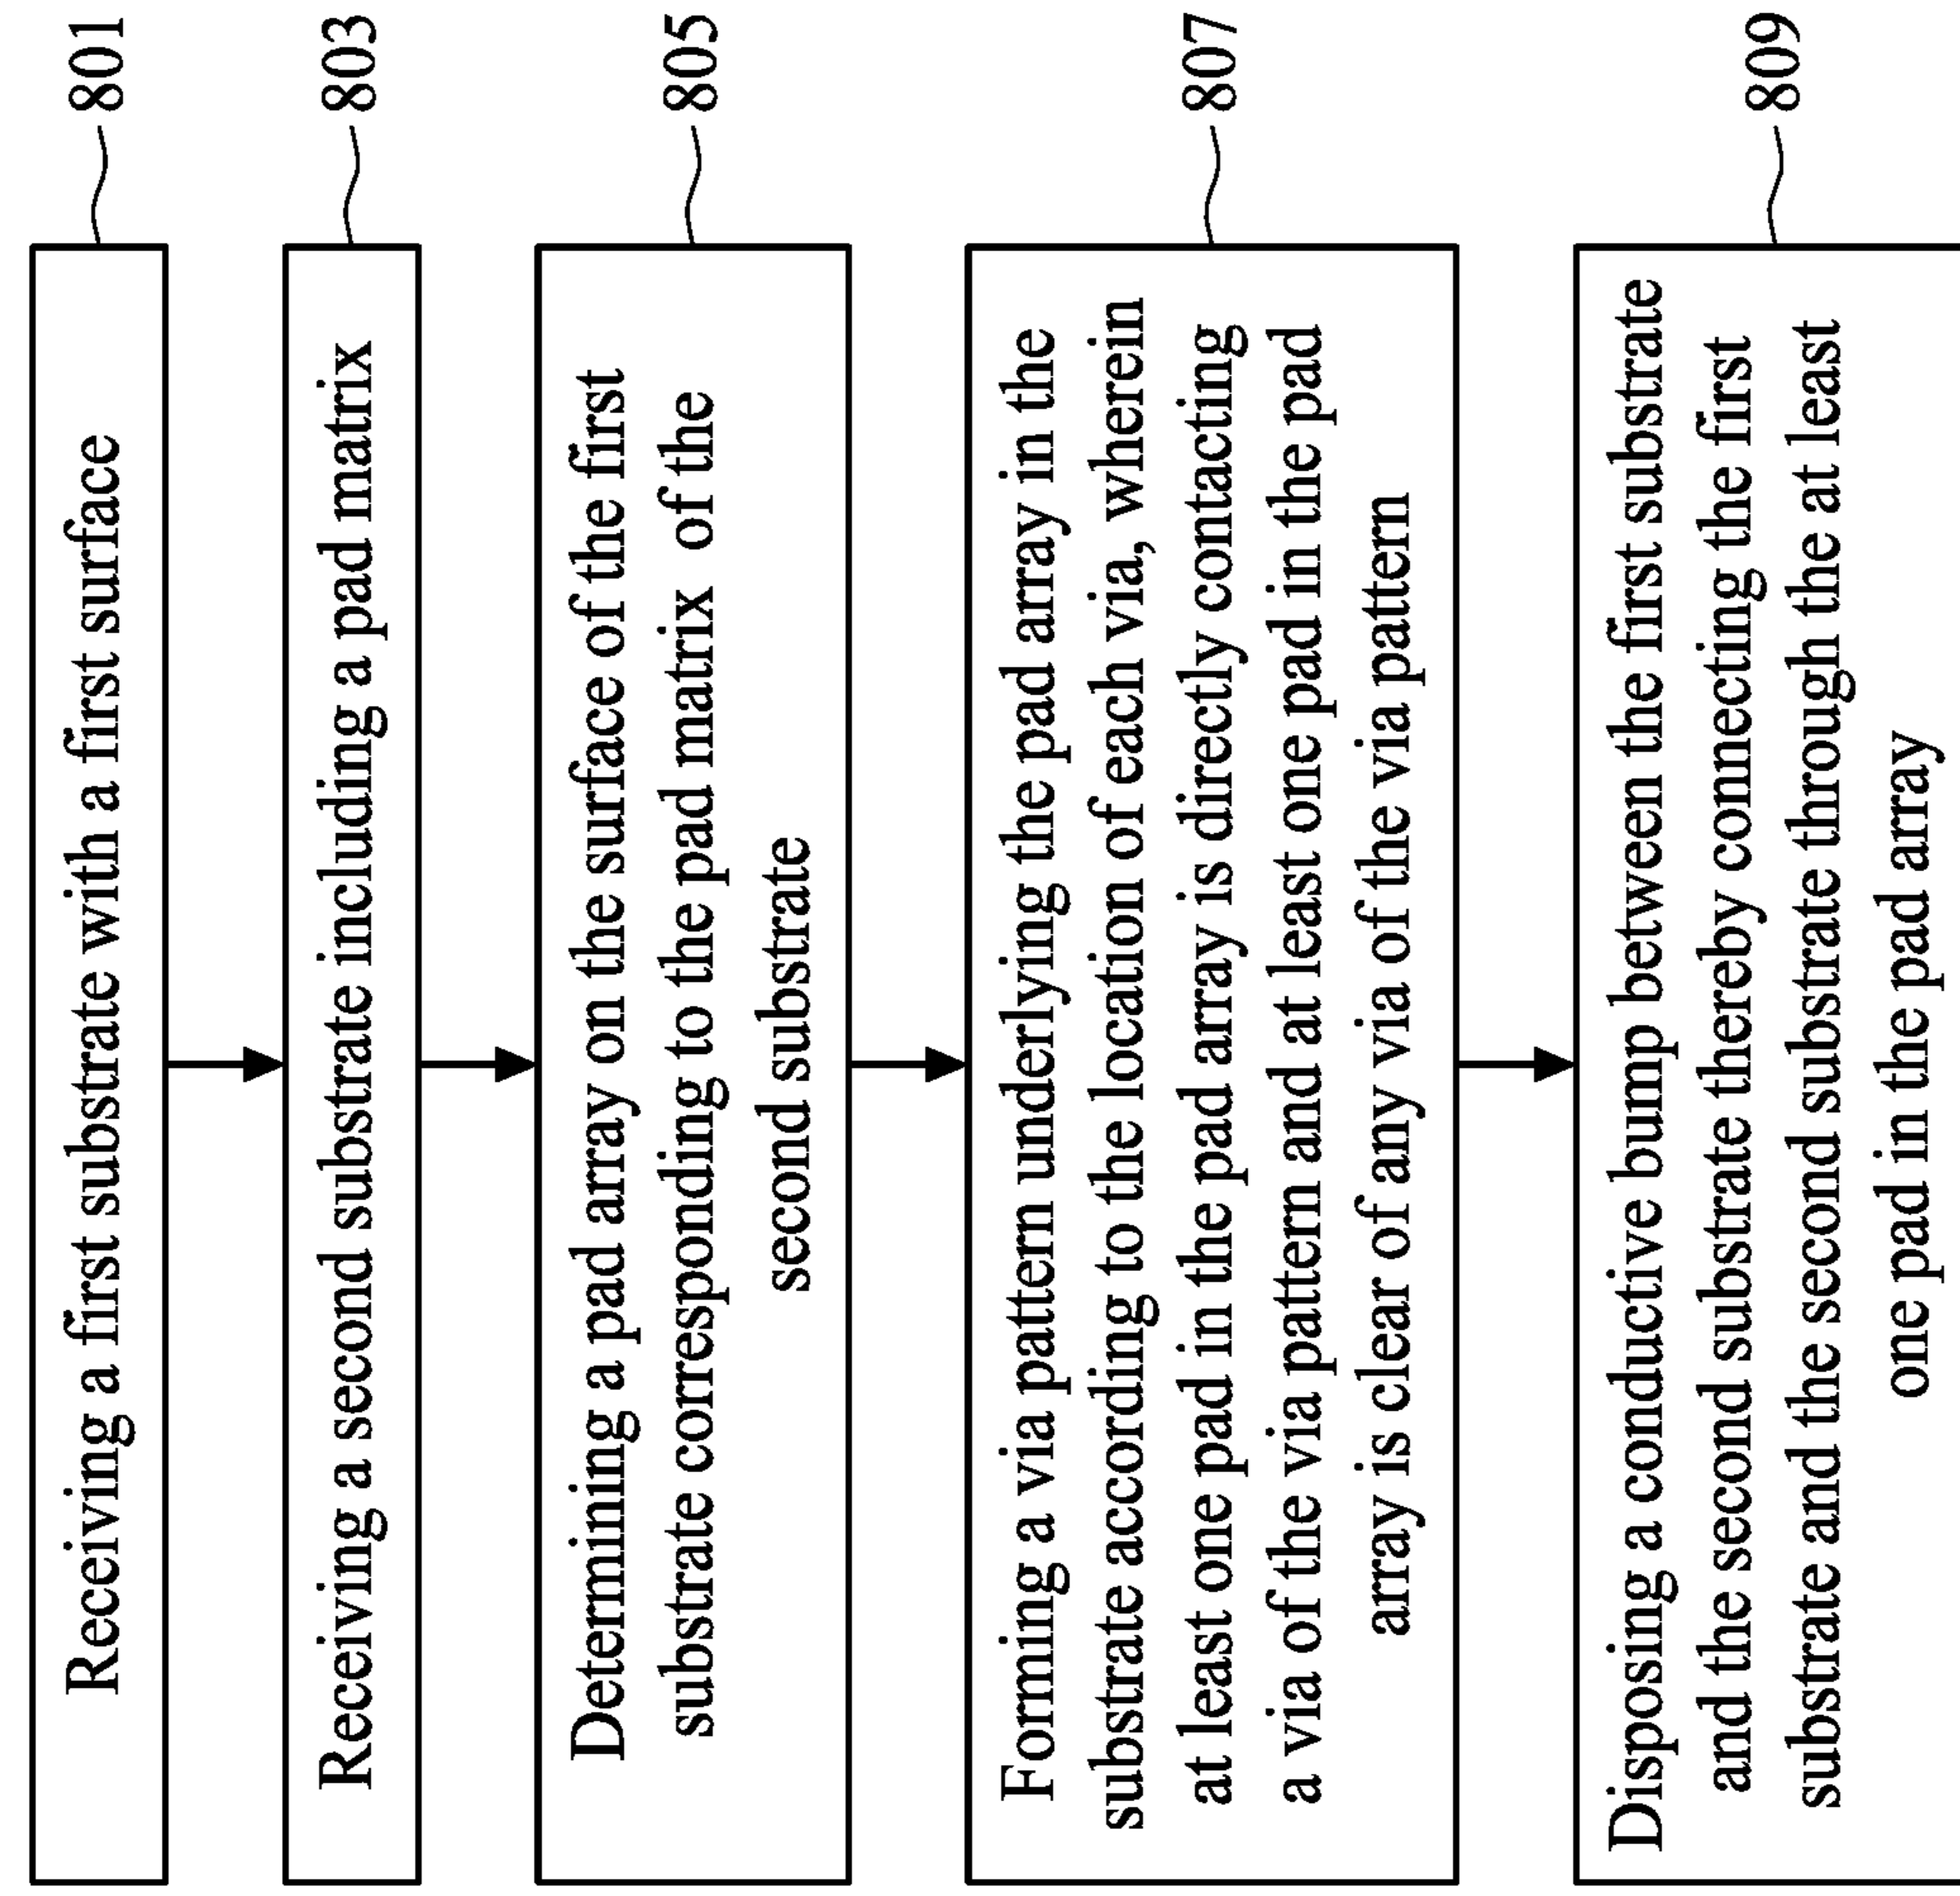 Receiving a first substrate with a first surface
801
Receiving a second substrate including a pad matrix
803
Determining a pad array on the surface of the first
substrate corresponding to the pad matrix of the
second substrate
805
Forming a via pattern underlying the pad array in the
substrate according to the location of each via, wherein
at least one pad in the pad array is directly contacting
a via of the via pattern and at least one pad in the pad
array is clear of any via of the via pattern
807
Disposing a conductive bump between the first substrate
and the second substrate thereby connecting the first
substrate and the second substrate through the at least
one pad in the pad array
809